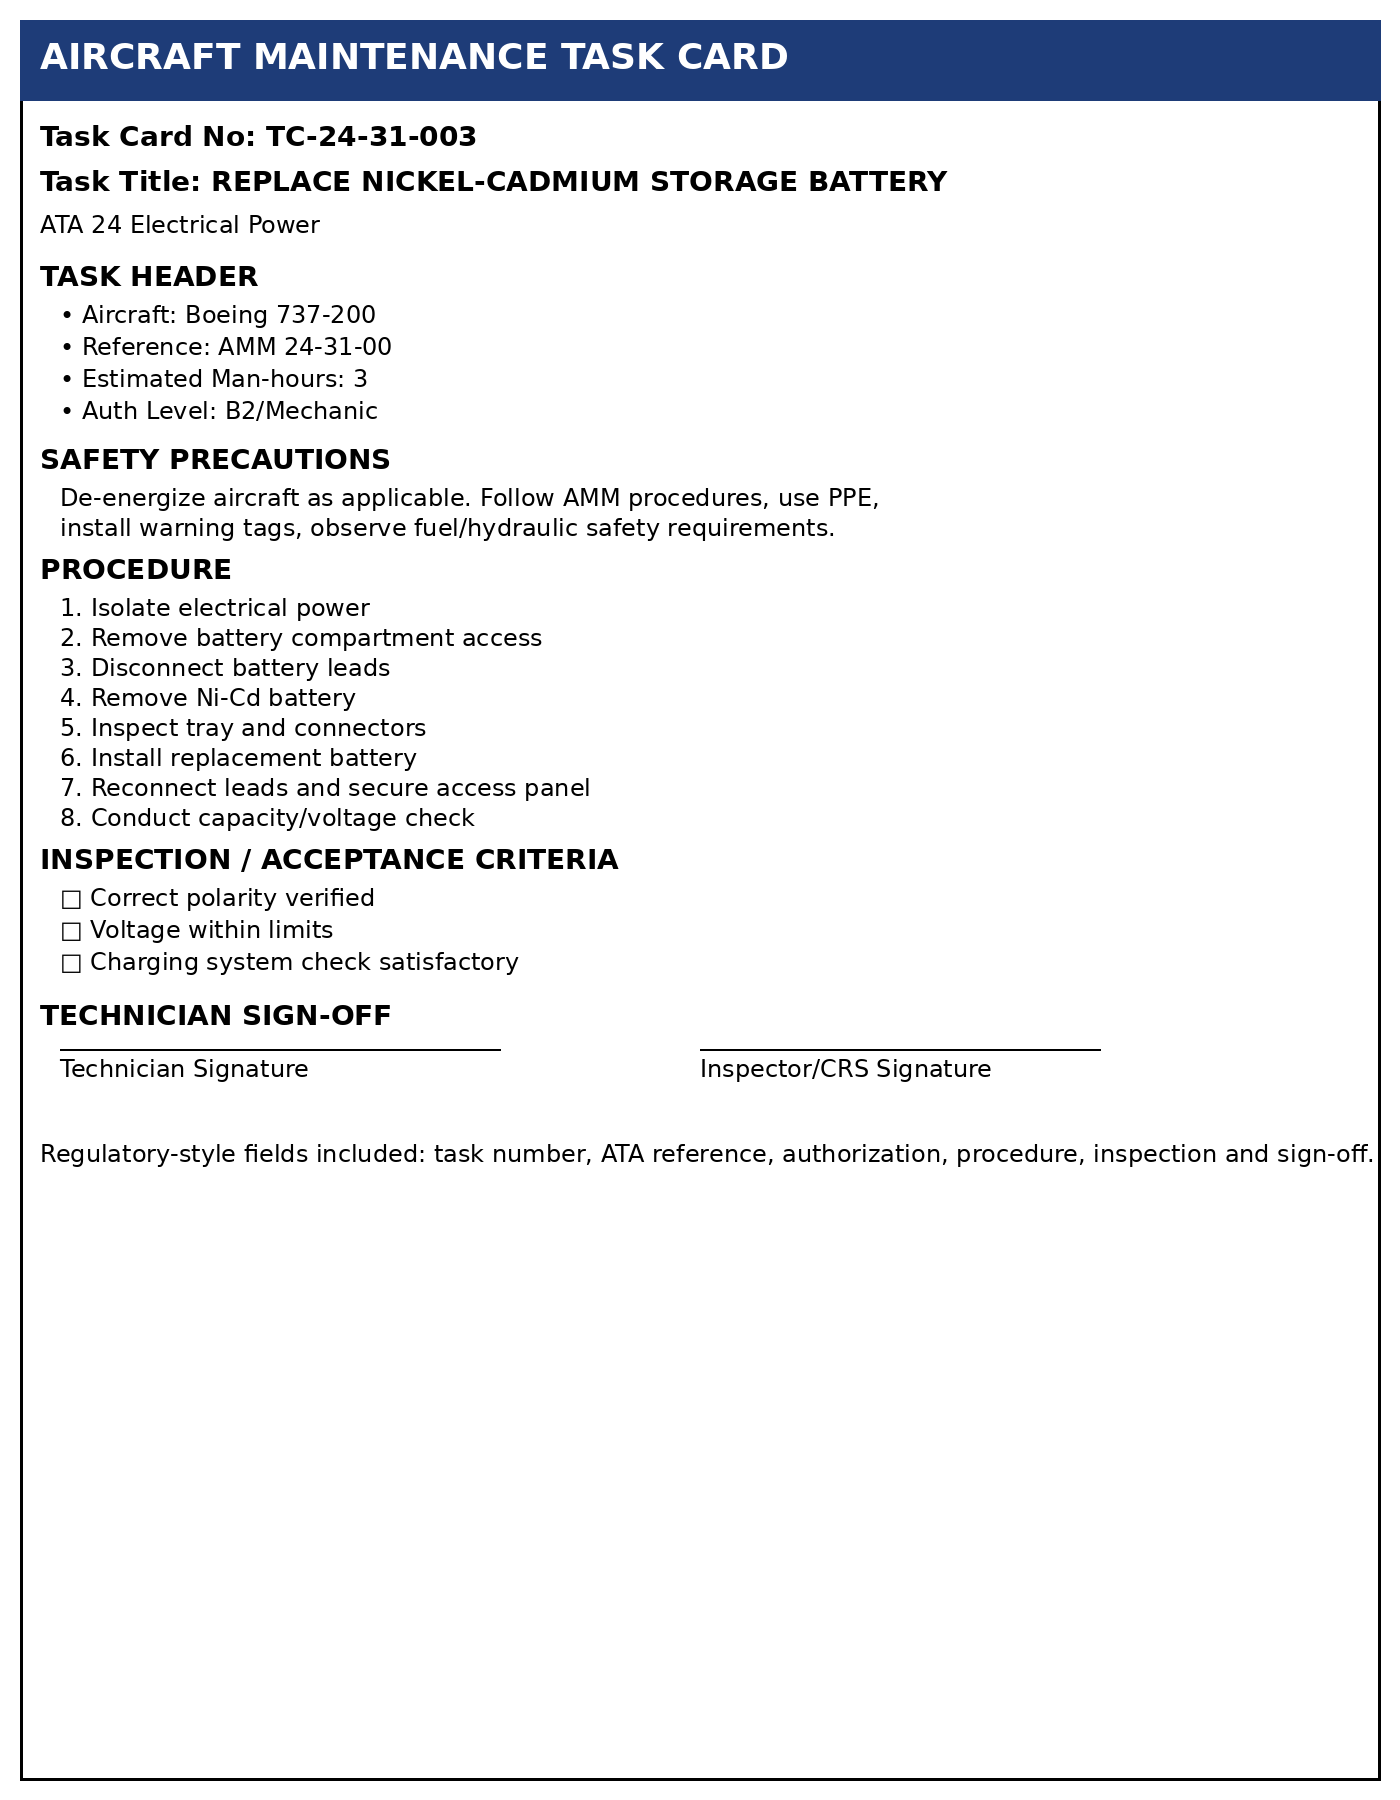 AIRCRAFT MAINTENANCE TASK CARD
Task Card No: TC-24-31-003
Task Title: REPLACE NICKEL-CADMIUM STORAGE BATTERY
ATA 24 Electrical Power
TASK HEADER
• Aircraft: Boeing 737-200
• Reference: AMM 24-31-00
• Estimated Man-hours: 3
• Auth Level: B2/Mechanic
SAFETY PRECAUTIONS
De-energize aircraft as applicable. Follow AMM procedures, use PPE,
install warning tags, observe fuel/hydraulic safety requirements.
PROCEDURE
1. Isolate electrical power
2. Remove battery compartment access
3. Disconnect battery leads
4. Remove Ni-Cd battery
5. Inspect tray and connectors
6. Install replacement battery
7. Reconnect leads and secure access panel
8. Conduct capacity/voltage check
INSPECTION / ACCEPTANCE CRITERIA
□ Correct polarity verified
□ Voltage within limits
□ Charging system check satisfactory
TECHNICIAN SIGN-OFF
Technician Signature
Inspector/CRS Signature
Regulatory-style fields included: task number, ATA reference, authorization, procedure, inspection and sign-off.